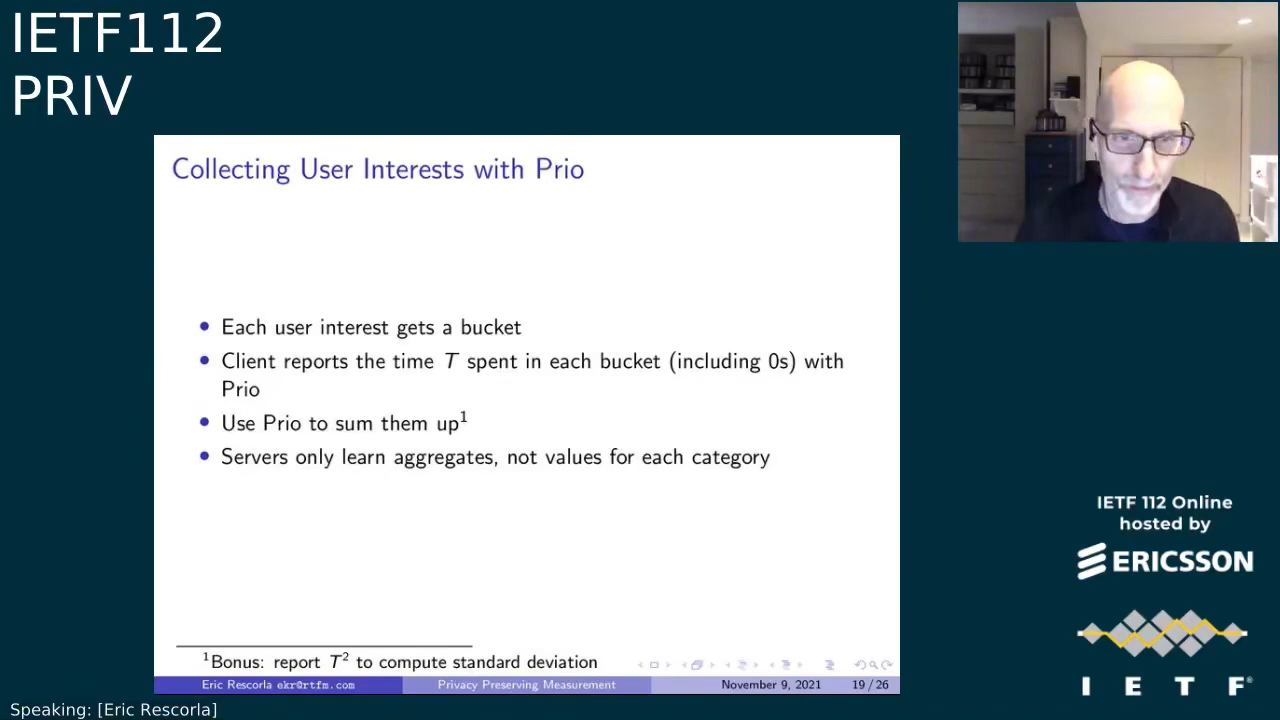 IETF112
PRIV
Collecting User Interests with Prio
• Each user interest gets a bucket
• Client reports the time T spent in each bucket (including 0s) with
Prio
• Use Prio to sum them up¹
• Servers only learn aggregates, not values for each category
¹Bonus: report T² to compute standard deviation
Eric Rescorla ekr@rtfm.com Privacy Preserving Measurement November 9, 2021 19 / 26
IETF 112 Online
hosted by
ERICSSON
I E T F®
Speaking: [Eric Rescorla]